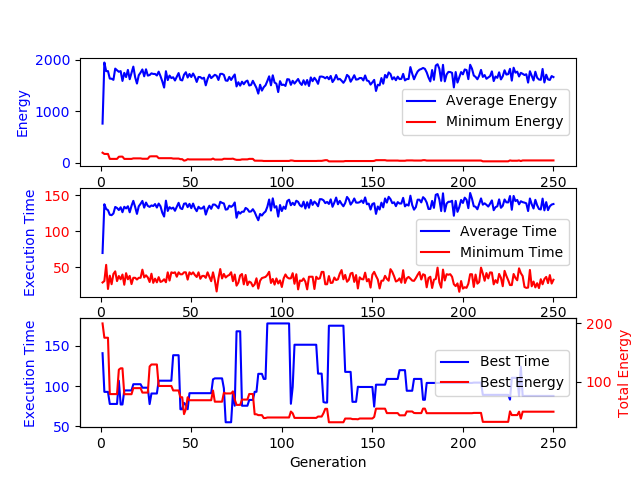 2000
1000
0
Energy
Average Energy
Minimum Energy
0 50 100 150 200 250
150
100
50
Execution Time
Average Time
Minimum Time
0 50 100 150 200 250
150
100
50
Execution Time
Best Time
Best Energy
200
100
Total Energy
0 50 100 150 200 250
Generation